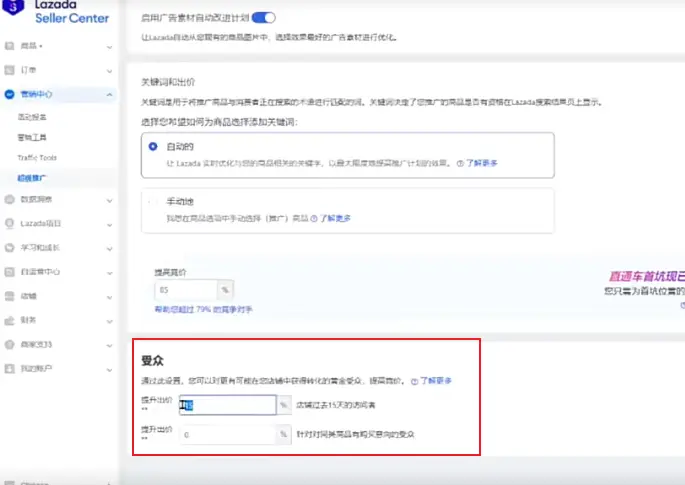 Lazada
Seller Center
启用广告素材自动改进计划
让Lazada自动从您现有的商品图片中，选择效果最好的广告素材进行优化。
商品
订单
营销中心
活动报名
营销工具
Traffic Tools
超级推广
数据洞察
Lazada项目
学习和成长
自运营中心
店铺
财务
商家支持
我的账户
关键词和出价
关键词是用于将推广商品与消费者正在搜索的术语进行匹配的词。关键词决定了您推广的商品是否有资格在Lazada搜索结果页上显示。
选择您希望如何为商品选择添加关键词:
自动的
让 Lazada 实时优化与您的商品相关的关键字，以最大限度地提高推广计划的效果。 了解更多
手动地
我想在商品选项中手动选择（推广）商品 了解更多
提高竞价
85 %
帮助您超过 79% 的竞争对手
直通车首坑现已
您只需为首坑位置的
受众
通过此设置，您可以对更有可能在您店铺中获得转化的黄金受众，提高竞价。 了解更多
提升出价
**
% 店铺过去15天的访问者
提升出价
**
0 % 针对对同类商品有购买意向的受众